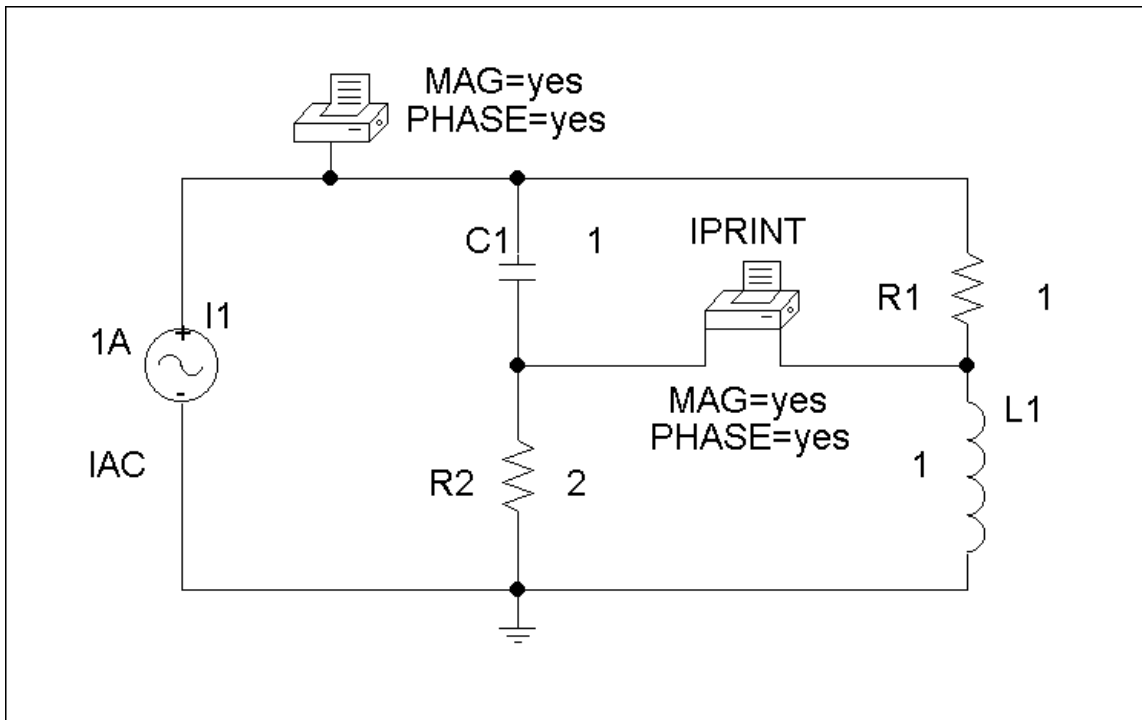 MAG=yes
PHASE=yes
C1 1
IPRINT
R1 1
I1
1A
+
-
MAG=yes
PHASE=yes
L1
1
IAC
R2 2